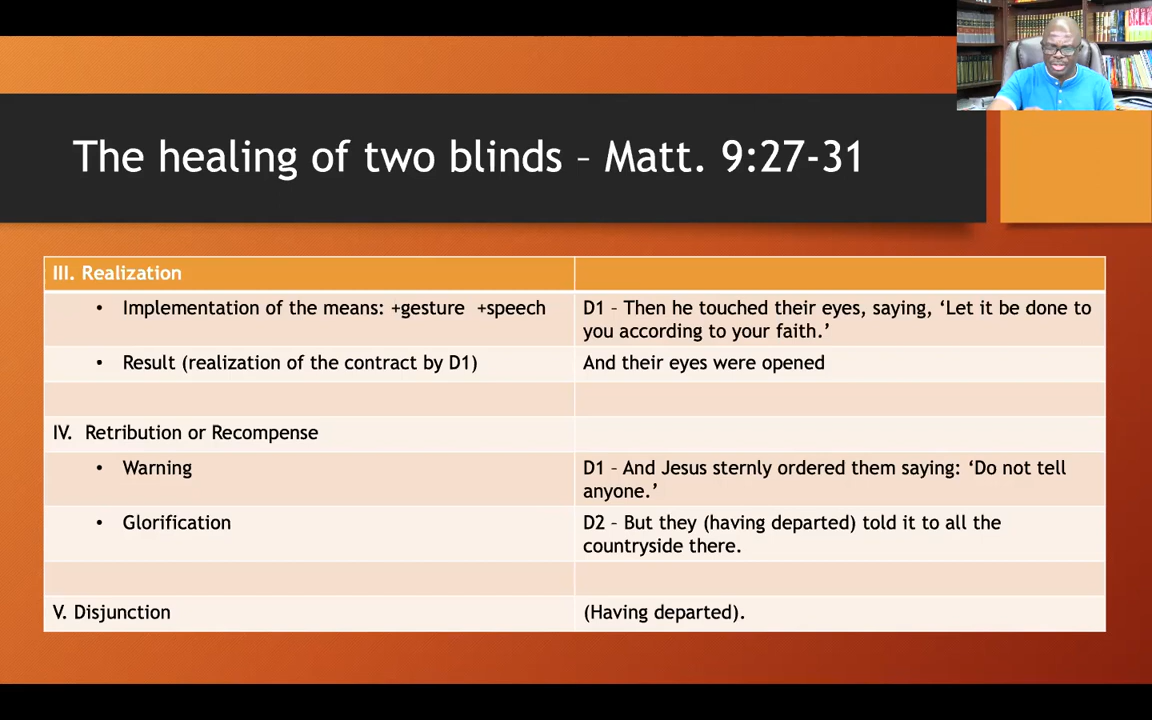 The healing of two blinds – Matt. 9:27-31
III. Realization
• Implementation of the means: +gesture +speech
D1 – Then he touched their eyes, saying, ‘Let it be done to
you according to your faith.’
• Result (realization of the contract by D1)
And their eyes were opened
IV. Retribution or Recompense
• Warning
D1 – And Jesus sternly ordered them saying: ‘Do not tell
anyone.’
• Glorification
D2 – But they (having departed) told it to all the
countryside there.
V. Disjunction
(Having departed).